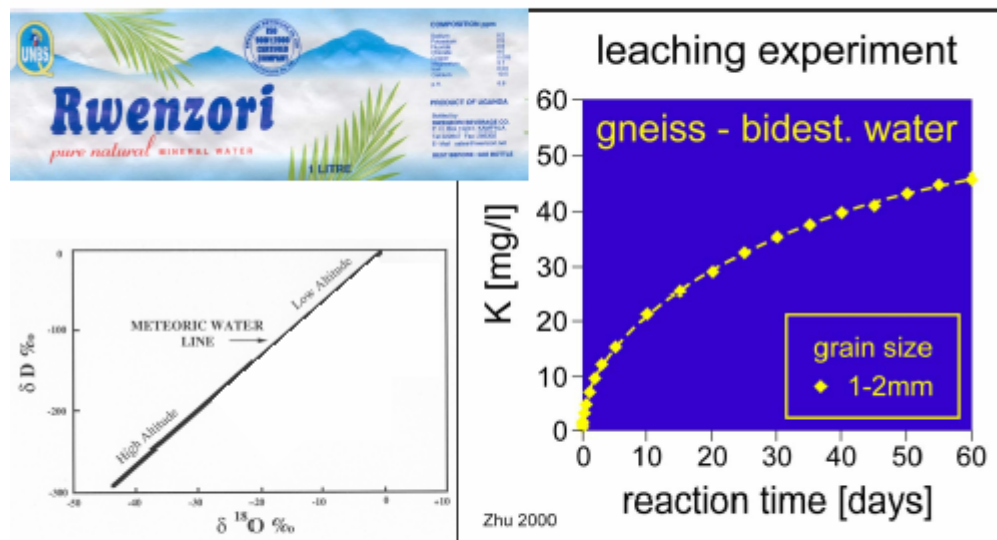 UNBS
Q
Rwenzori
pure natural MINERAL WATER
1 LITRE
COMPOSITION ppm
PRODUCT OF UGANDA
RWENZORI BEVERAGE CO.
leaching experiment
gneiss - bidest. water
60
50
40
30
20
10
0
K [mg/l]
grain size
1-2mm
0 10 20 30 40 50 60
reaction time [days]
0
-100
-200
-300
δ D ‰
Low Altitude
METEORIC WATER
LINE
High Altitude
-50 -40 -30 -20 -10 0 +10
δ 18O ‰
Zhu 2000